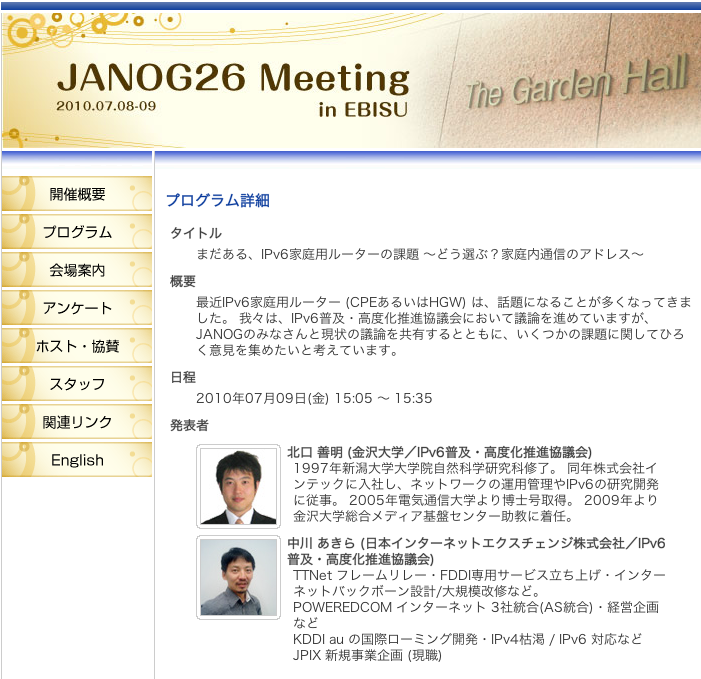 JANOG26 Meeting
2010.07.08-09
in EBISU
The Garden Hall
開催概要
プログラム
会場案内
アンケート
ホスト・協賛
スタッフ
関連リンク
English
プログラム詳細
タイトル
まだある、IPv6家庭用ルーターの課題 ～どう選ぶ？家庭内通信のアドレス～
概要
最近IPv6家庭用ルーター (CPEあるいはHGW) は、話題になることが多くなってきま
した。 我々は、IPv6普及・高度化推進協議会において議論を進めていますが、
JANOGのみなさんと現状の議論を共有するとともに、いくつかの課題に関してひろ
く意見を集めたいと考えています。
日程
2010年07月09日(金) 15:05 ～ 15:35
発表者
北口 善明 (金沢大学／IPv6普及・高度化推進協議会)
1997年新潟大学大学院自然科学研究科修了。 同年株式会社イ
ンテックに入社し、ネットワークの運用管理やIPv6の研究開発
に従事。 2005年電気通信大学より博士号取得。 2009年より
金沢大学総合メディア基盤センター助教に着任。
中川 あきら (日本インターネットエクスチェンジ株式会社／IPv6
普及・高度化推進協議会)
TTNet フレームリレー・FDDI専用サービス立ち上げ・インター
ネットバックボーン設計/大規模改修など。
POWEREDCOM インターネット 3社統合(AS統合)・経営企画
など
KDDI au の国際ローミング開発・IPv4枯渇 / IPv6 対応など
JPIX 新規事業企画 (現職)